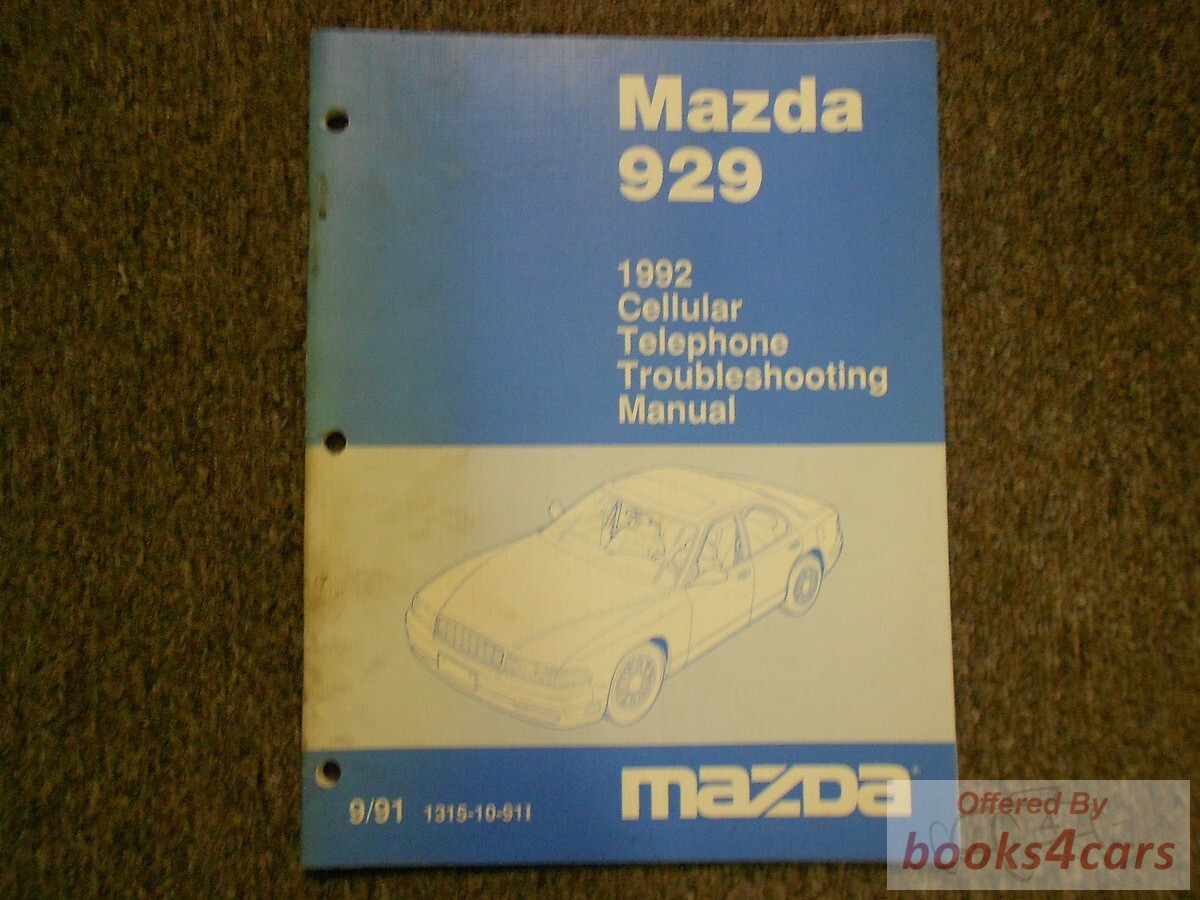 Mazda
929
1992
Cellular
Telephone
Troubleshooting
Manual
9/91 1315-10-911
mazda
Offered By
books4cars